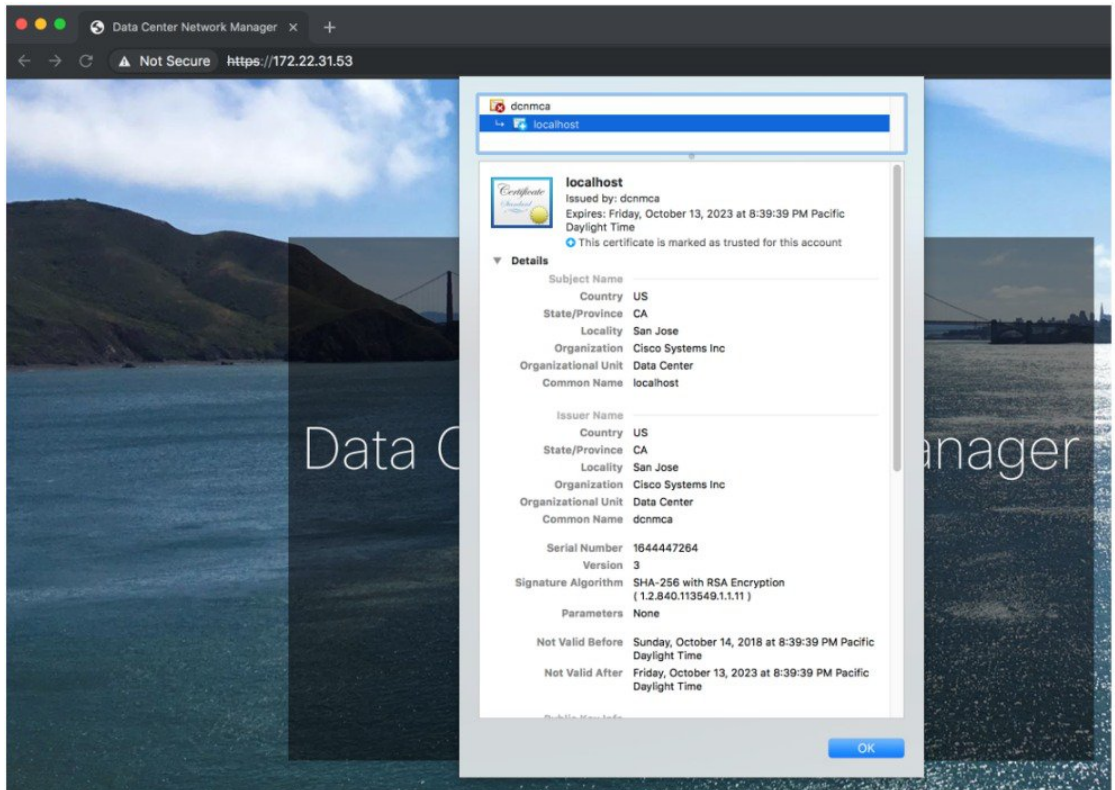 Data Center Network Manager
Not Secure https://172.22.31.53
dcnmca
localhost
Certificate
Standard
localhost
Issued by: dcnmca
Expires: Friday, October 13, 2023 at 8:39:39 PM Pacific
Daylight Time
This certificate is marked as trusted for this account
Details
Subject Name
Country US
State/Province CA
Locality San Jose
Organization Cisco Systems Inc
Organizational Unit Data Center
Common Name localhost
Issuer Name
Country US
State/Province CA
Locality San Jose
Organization Cisco Systems Inc
Organizational Unit Data Center
Common Name dcnmca
Serial Number 1644447264
Version 3
Signature Algorithm SHA-256 with RSA Encryption
( 1.2.840.113549.1.1.11 )
Parameters None
Not Valid Before Sunday, October 14, 2018 at 8:39:39 PM Pacific
Daylight Time
Not Valid After Friday, October 13, 2023 at 8:39:39 PM Pacific
Daylight Time
Public Key Info
OK
Data C anager